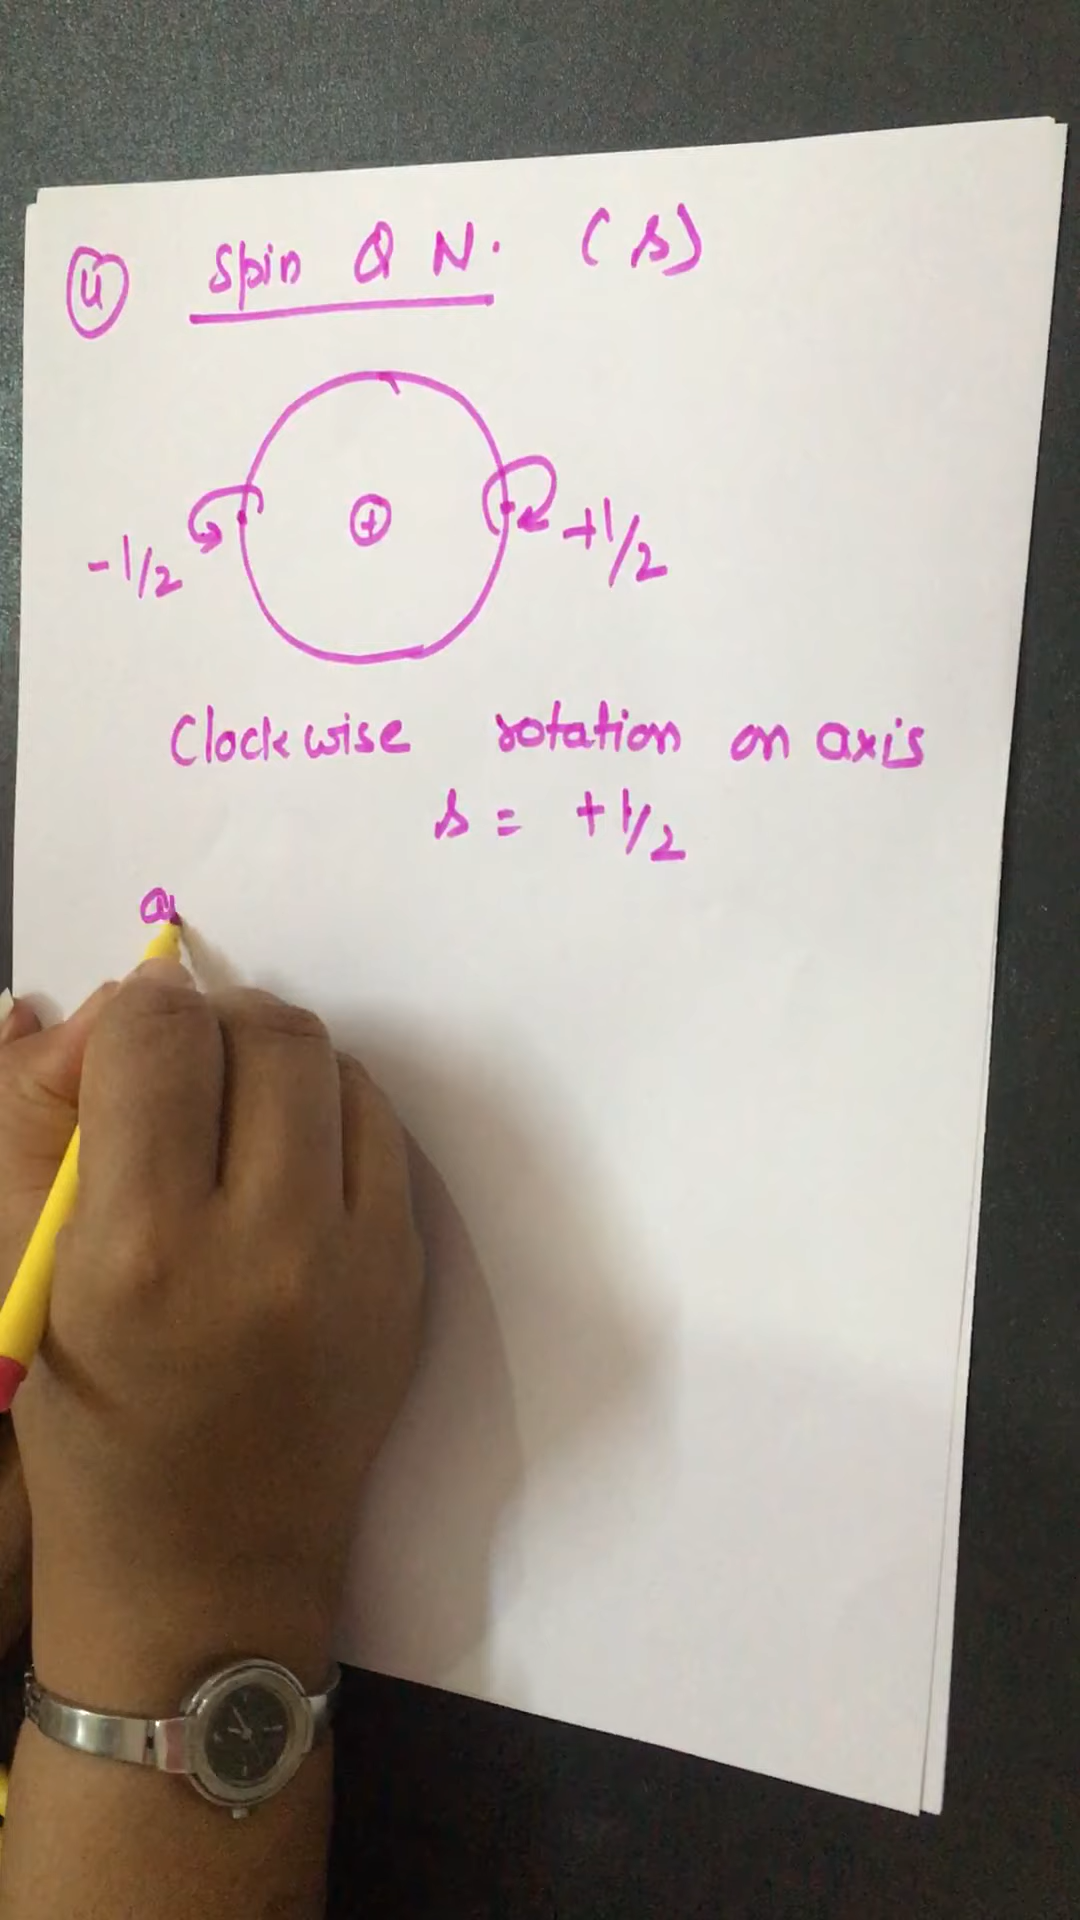 ④ Spin Q N. (s)
-1/2 + +1/2
Clockwise rotation on axis
s = +1/2